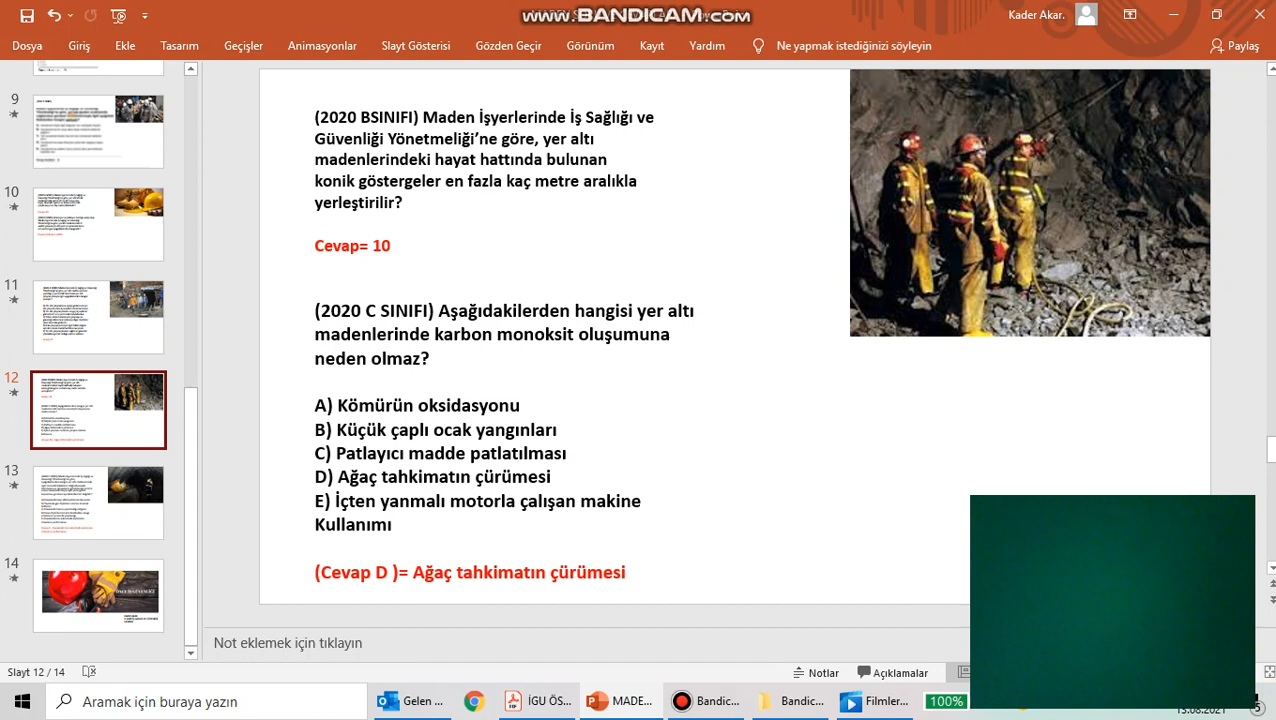 www.BANDICAM.com
Kader Akar.
Dosya Giriş Ekle Tasarım Geçişler Animasyonlar Slayt Gösterisi Gözden Geçir Görünüm Kayıt Yardım Ne yapmak istediğinizi söyleyin Paylaş
9
10
11
12
13
14
(2020 BSINIFI) Maden İşyerlerinde İş Sağlığı ve
Güvenliği Yönetmeliği'ne göre, yer altı
madenlerindeki hayat hattında bulunan
konik göstergeler en fazla kaç metre aralıkla
yerleştirilir?
Cevap= 10
(2020 C SINIFI) Aşağıdakilerden hangisi yer altı
madenlerinde karbon monoksit oluşumuna
neden olmaz?
A) Kömürün oksidasyonu
B) Küçük çaplı ocak yangınları
C) Patlayıcı madde patlatılması
D) Ağaç tahkimatın çürümesi
E) İçten yanmalı motorla çalışan makine
Kullanımı
(Cevap D )= Ağaç tahkimatın çürümesi
Not eklemek için tıklayın
Slayt 12 / 14 Notlar Açıklamalar
Aramak için buraya yazın Gelen ... IGU ÖS... MADE... Bandic... Bandic... Filmler... 100%
5